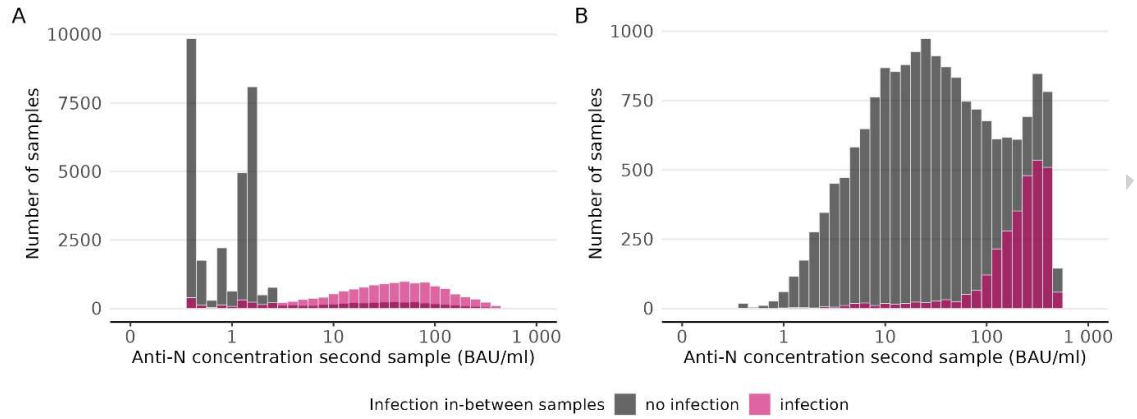 A
B
Number of samples
10000
7500
5000
2500
0
0 1 10 100 1 000
Anti-N concentration second sample (BAU/ml)
Number of samples
1000
750
500
250
0
0 1 10 100 1 000
Anti-N concentration second sample (BAU/ml)
Infection in-between samples no infection infection